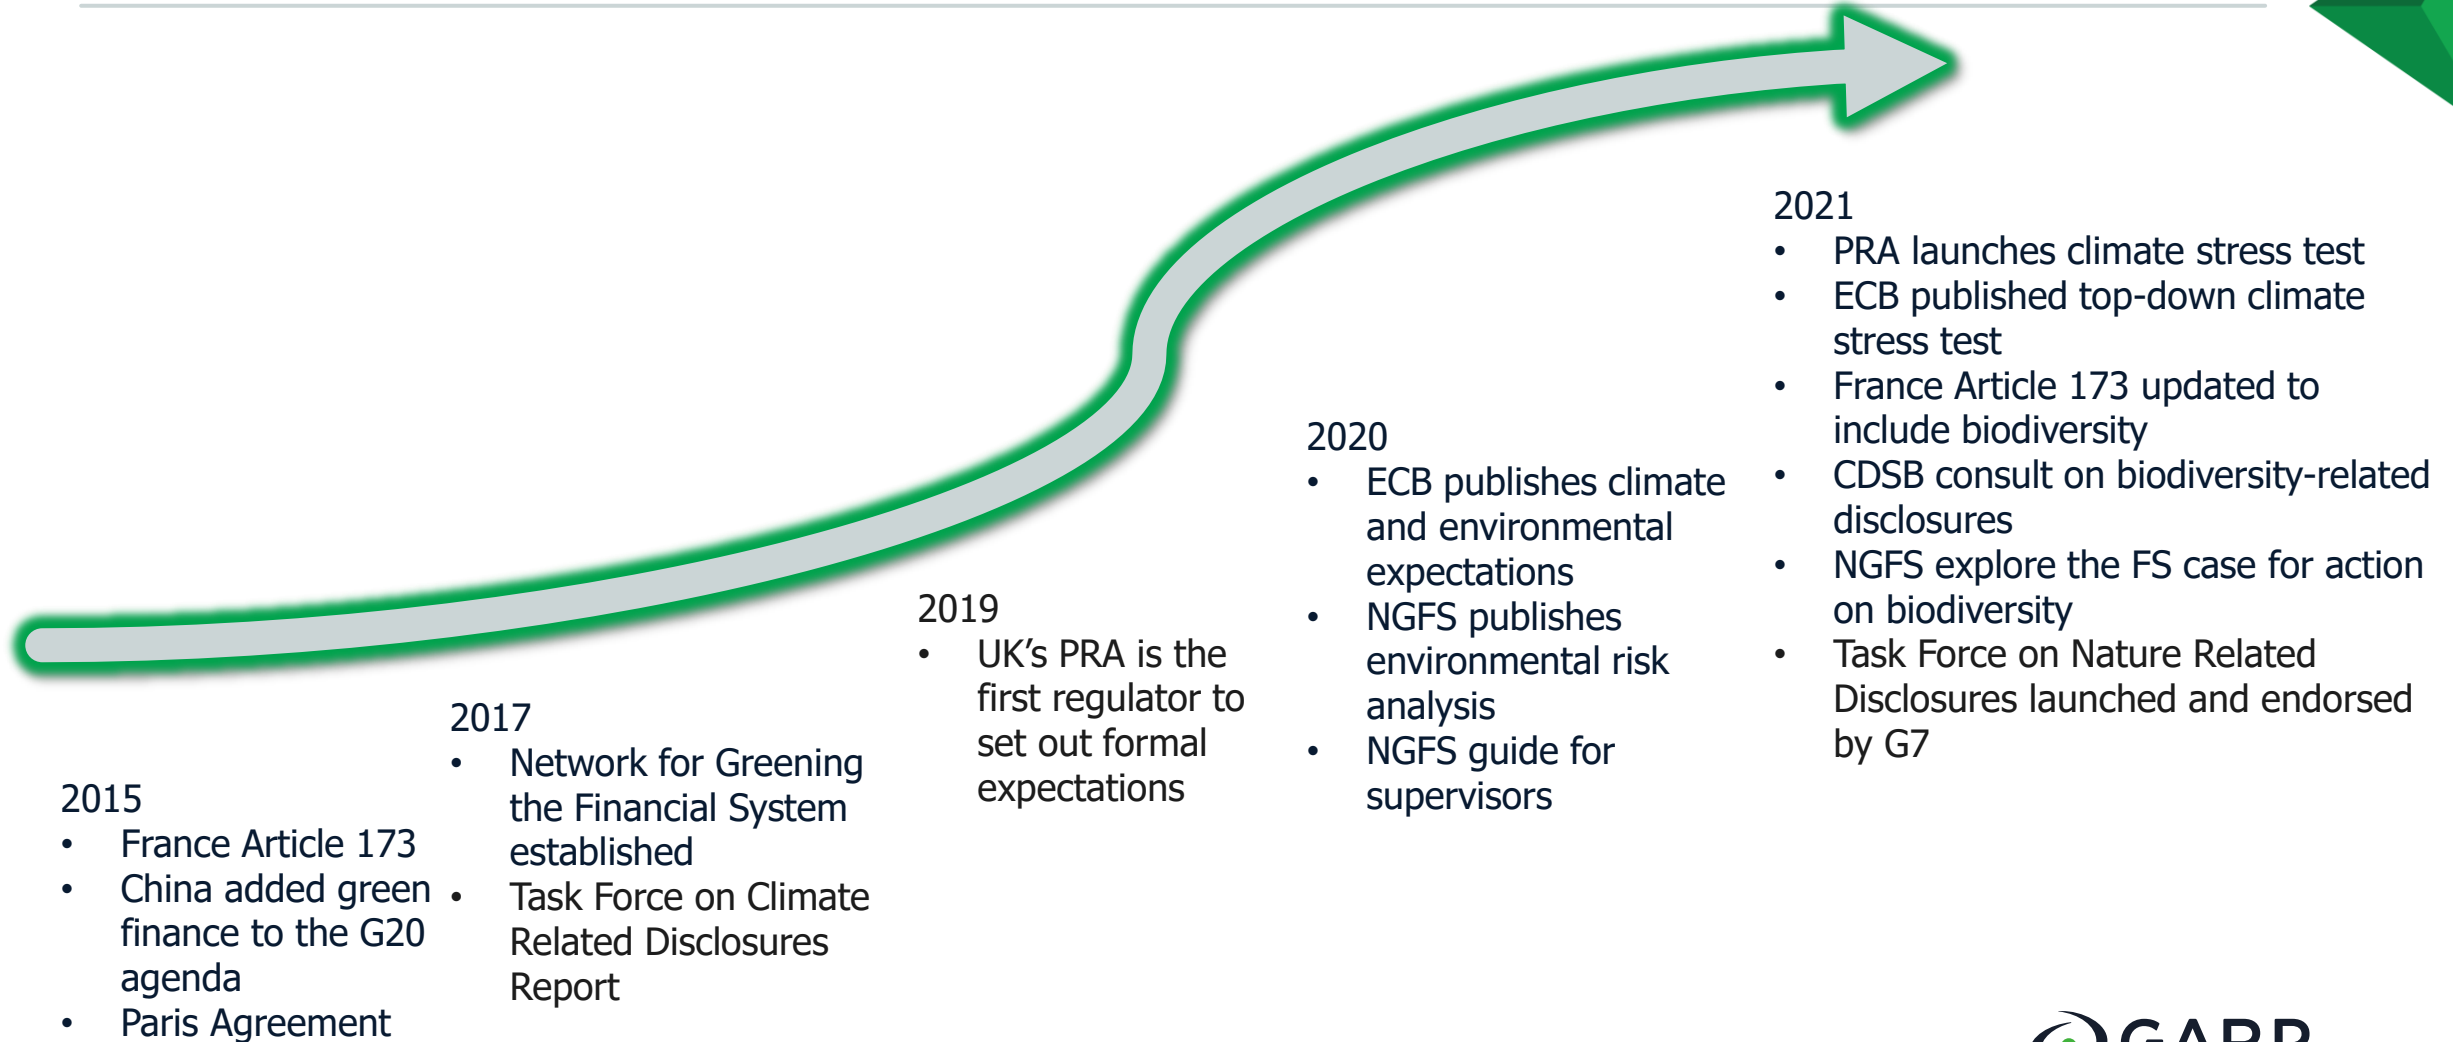 2015
• France Article 173
• China added green
finance to the G20
agenda
• Paris Agreement
2017
• Network for Greening
the Financial System
established
• Task Force on Climate
Related Disclosures
Report
2019
• UK’s PRA is the
first regulator to
set out formal
expectations
2020
• ECB publishes climate
and environmental
expectations
• NGFS publishes
environmental risk
analysis
• NGFS guide for
supervisors
2021
• PRA launches climate stress test
• ECB published top-down climate
stress test
• France Article 173 updated to
include biodiversity
• CDSB consult on biodiversity-related
disclosures
• NGFS explore the FS case for action
on biodiversity
• Task Force on Nature Related
Disclosures launched and endorsed
by G7
GARP